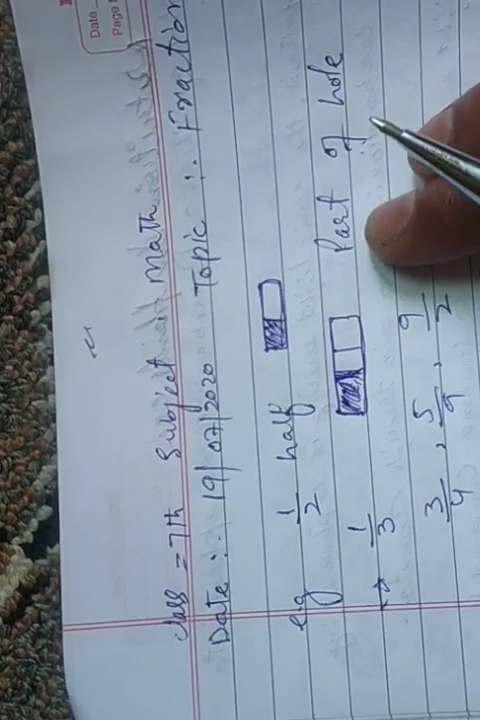 Date
Page
class = 7th Subject : Math
Date : 19/07/2020 Topic : Fraction
eg 1/2 half
Part of hole
→ 1/3
3/4, 5/9, 9/2